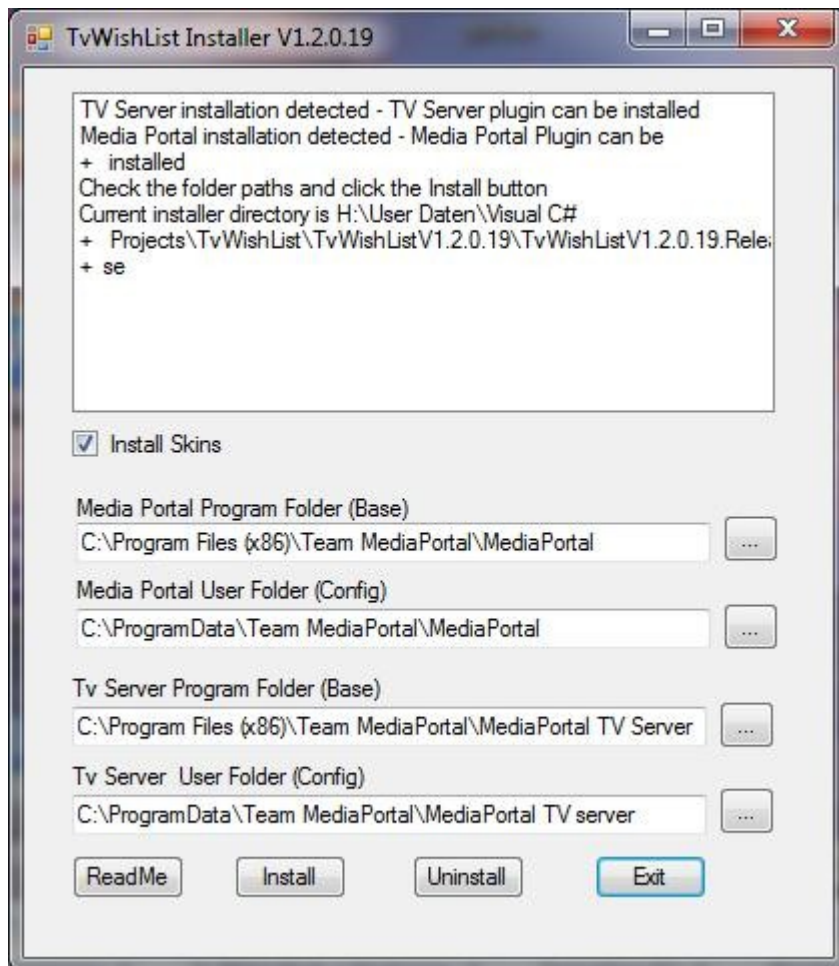 TvWishList Installer V1.2.0.19
TV Server installation detected - TV Server plugin can be installed
Media Portal installation detected - Media Portal Plugin can be
+ installed
Check the folder paths and click the Install button
Current installer directory is H:\User Daten\Visual C#
+ Projects\TvWishList\TvWishListV1.2.0.19\TvWishListV1.2.0.19.Relea
+ se
Install Skins
Media Portal Program Folder (Base)
C:\Program Files (x86)\Team MediaPortal\MediaPortal
...
Media Portal User Folder (Config)
C:\ProgramData\Team MediaPortal\MediaPortal
...
Tv Server Program Folder (Base)
C:\Program Files (x86)\Team MediaPortal\MediaPortal TV Server
...
Tv Server User Folder (Config)
C:\ProgramData\Team MediaPortal\MediaPortal TV server
...
ReadMe Install Uninstall Exit